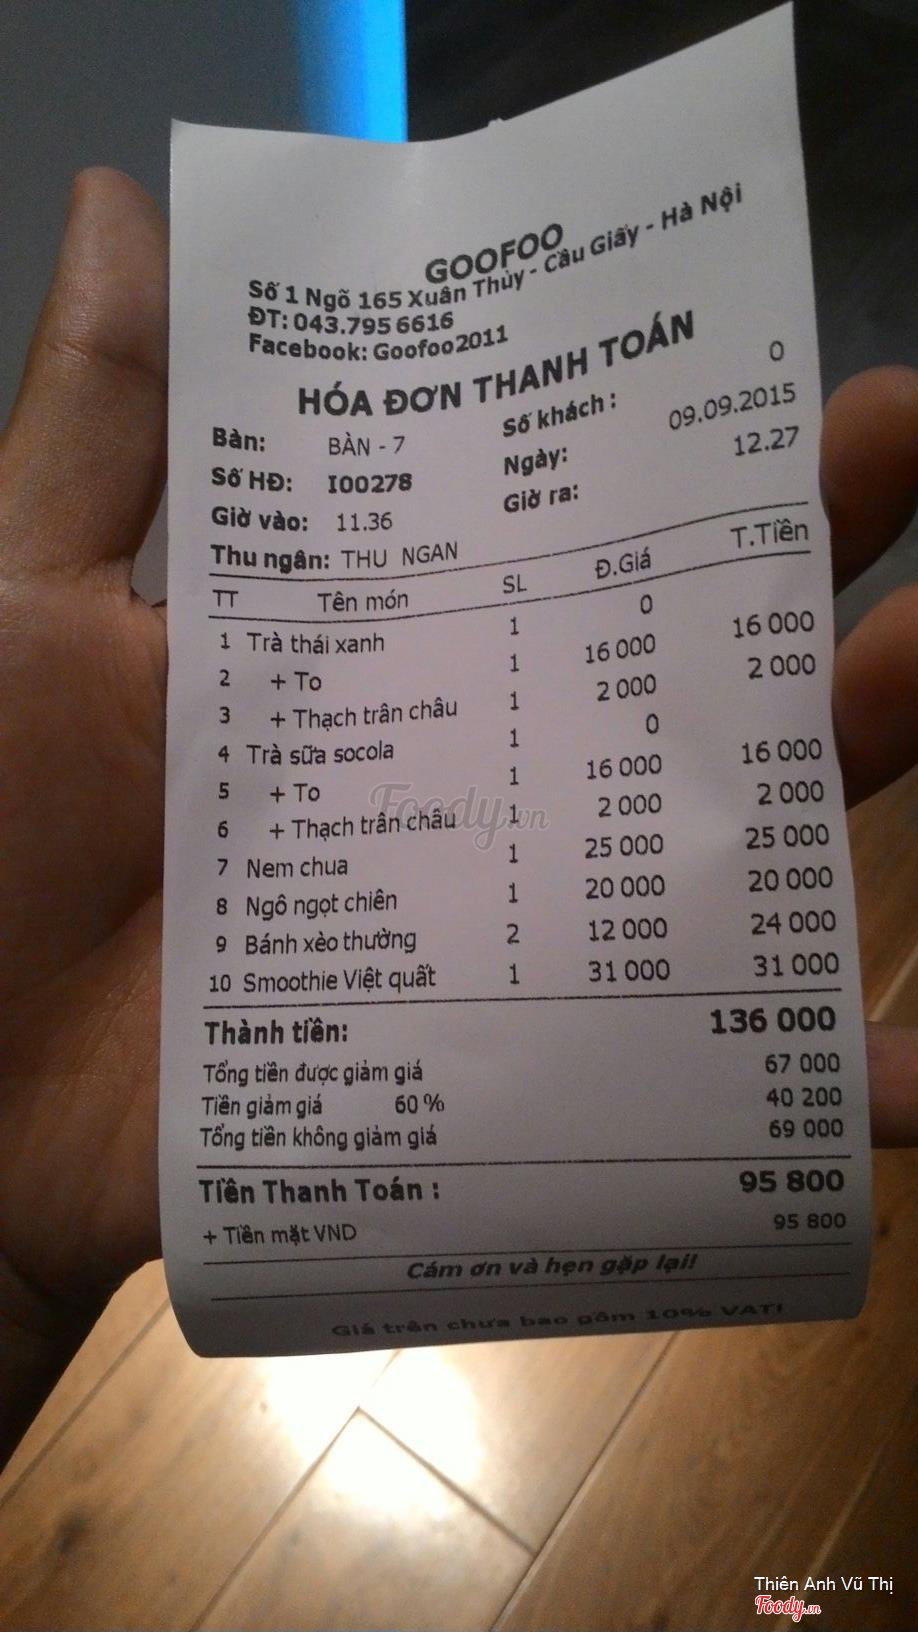 GOOFOO
Số 1 Ngõ 165 Xuân Thủy - Cầu Giấy - Hà Nội
ĐT: 043.795 6616
Facebook: Goofoo2011
HÓA ĐƠN THANH TOÁN
Bàn: BÀN - 7 Số khách : 0
Số HĐ: I00278 Ngày: 09.09.2015
Giờ vào: 11.36 Giờ ra: 12.27
Thu ngân: THU NGAN
TT Tên món SL Đ.Giá T.Tiền
1 Trà thái xanh 1 0
2 + To 1 16 000 16 000
3 + Thạch trân châu 1 2 000 2 000
4 Trà sữa socola 1 0
5 + To 1 16 000 16 000
6 + Thạch trân châu 1 2 000 2 000
7 Nem chua 1 25 000 25 000
8 Ngô ngọt chiên 1 20 000 20 000
9 Bánh xèo thường 2 12 000 24 000
10 Smoothie Việt quất 1 31 000 31 000
Thành tiền: 136 000
Tổng tiền được giảm giá 67 000
Tiền giảm giá 60 % 40 200
Tổng tiền không giảm giá 69 000
Tiền Thanh Toán : 95 800
+ Tiền mặt VND 95 800
Cám ơn và hẹn gặp lại!
Giá trên chưa bao gồm 10% VAT!
Foody.vn
Thiên Anh Vũ Thị
Foody.vn